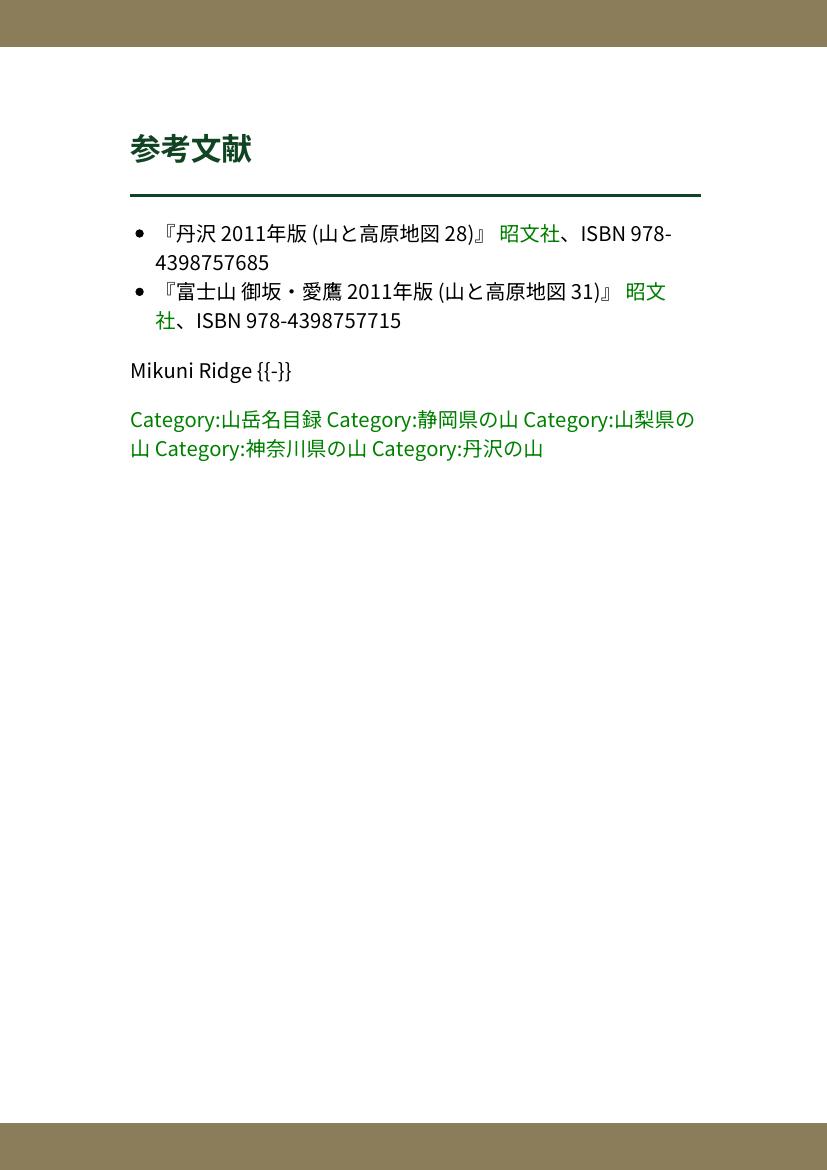 参考文献
『丹沢 2011年版 (山と高原地図 28)』 昭文社、ISBN 978-
4398757685
『富士山 御坂・愛鷹 2011年版 (山と高原地図 31)』 昭文
社、ISBN 978-4398757715
Mikuni Ridge {{-}}
Category:山岳名目録 Category:静岡県の山 Category:山梨県の
山 Category:神奈川県の山 Category:丹沢の山